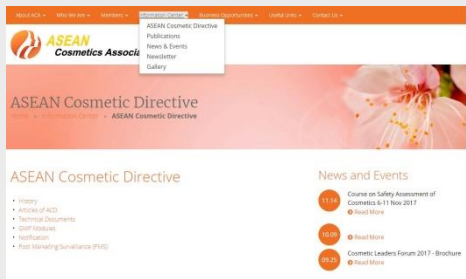 About ACA Who We Are Members Information Center Business Opportunities Useful Links Contact Us
ASEAN Cosmetic Directive
Publications
News & Events
Newsletter
Gallery
ASEAN
Cosmetics Associa
ASEAN Cosmetic Directive
Home » Information Center » ASEAN Cosmetic Directive
ASEAN Cosmetic Directive
• History
• Articles of ACD
• Technical Documents
• GMP Modules
• Notification
• Post Marketing Surveillance (PMS)
News and Events
11.14
Course on Safety Assessment of
Cosmetics 6-11 Nov 2017
Read More
10.09
Read More
09.25
Cosmetic Leaders Forum 2017 - Brochure
Read More